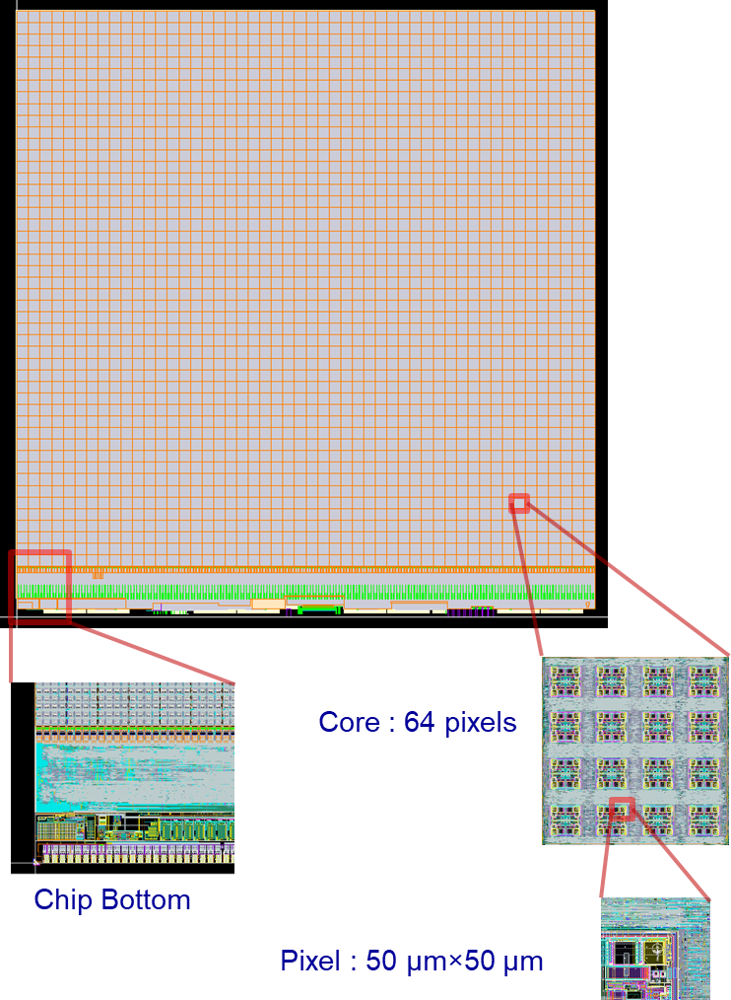 Core : 64 pixels
Chip Bottom
Pixel : 50 µm×50 µm